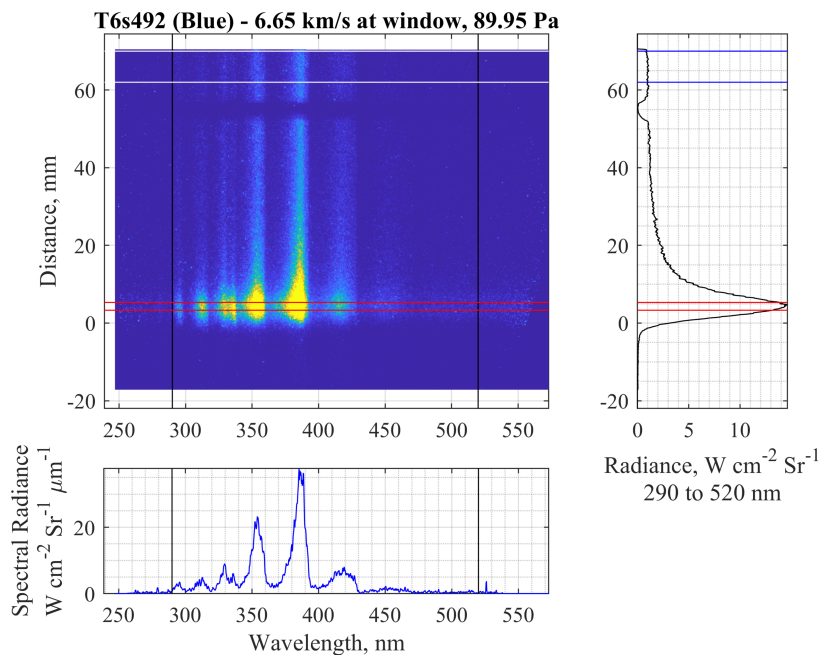 T6s492 (Blue) - 6.65 km/s at window, 89.95 Pa
Distance, mm
60
40
20
0
-20
250 300 350 400 450 500 550
60
40
20
0
-20
0 5 10
Radiance, W cm-2 Sr-1
290 to 520 nm
Spectral Radiance
W cm-2 Sr-1 μm-1
20
0
250 300 350 400 450 500 550
Wavelength, nm